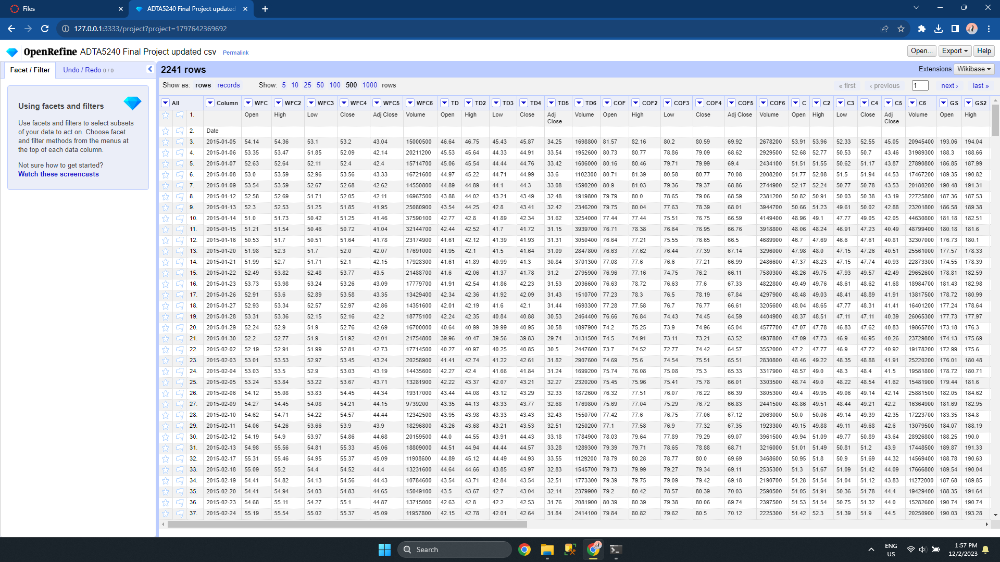 Files
ADTA5240 Final Project updated
127.0.0.1:3333/project?project=1797642369692
OpenRefine ADTA5240 Final Project updated csv Permalink
Open... Export Help
Facet / Filter Undo / Redo 0 / 0
2241 rows
Extensions Wikibase
Show as: rows records Show: 5 10 25 50 100 500 1000 rows
« first ‹ previous 1 next › last »
Using facets and filters
Use facets and filters to select subsets
of your data to act on. Choose facet
and filter methods from the menus at
the top of each data column.
Not sure how to get started?
Watch these screencasts
All Column WFC WFC2 WFC3 WFC4 WFC5 WFC6 TD TD2 TD3 TD4 TD5 TD6 COF COF2 COF3 COF4 COF5 COF6 C C2 C3 C4 C5 C6 GS GS2
1. Open High Low Close Adj Close Volume Open High Low Close Adj Close Volume Open High Low Close Adj Close Volume Open High Low Close Adj Close Volume Open High
2. Date
3. 2015-01-05 54.14 54.36 53.1 53.2 43.04 15000500 46.64 46.75 45.43 45.87 34.25 1698800 81.57 82.16 80.2 80.59 69.92 2678200 53.91 53.96 52.33 52.55 45.05 20945400 193.06 194.04
4. 2015-01-06 53.35 53.47 51.85 52.09 42.14 20211200 45.53 45.64 44.33 44.91 33.54 1952600 80.73 80.77 78.86 79.09 68.62 2929500 52.68 52.77 50.53 50.7 43.46 31989300 188.3 188.66
5. 2015-01-07 52.63 52.64 52.11 52.4 42.4 15714700 45.06 45.54 44.44 44.76 33.42 1606000 80.16 80.46 79.71 79.99 69.4 2434100 51.51 51.55 50.62 51.17 43.87 27890800 186.85 187.99
6. 2015-01-08 53.0 53.59 52.96 53.56 43.33 16721600 44.97 45.22 44.71 44.99 33.6 1102300 80.71 81.39 80.58 80.77 70.08 2008200 51.77 52.08 51.5 51.94 44.53 17467200 189.35 190.82
7. 2015-01-09 53.54 53.59 52.67 52.68 42.62 14550800 44.89 44.89 44.1 44.3 33.08 1590200 80.9 81.03 79.36 79.37 68.86 2744900 52.17 52.24 50.77 50.78 43.53 20180200 190.48 191.31
8. 2015-01-12 52.58 52.69 51.71 52.05 42.11 16967500 43.88 44.02 43.21 43.49 32.48 1919800 79.79 80.0 78.65 79.06 68.59 2381200 50.82 50.91 50.03 50.38 43.19 22725800 187.36 187.53
9. 2015-01-13 52.3 52.53 51.25 51.85 41.95 25080900 43.54 44.25 42.8 43.41 32.42 2346200 79.75 80.04 77.63 78.39 68.01 3944700 50.66 51.23 49.61 50.02 42.88 23201800 186.58 189.38
10. 2015-01-14 51.0 51.73 50.42 51.25 41.46 37590100 42.77 42.8 41.89 42.34 31.62 3254000 77.44 77.44 75.51 76.75 66.59 4149400 48.96 49.1 47.77 49.05 42.05 44630800 181.18 182.51
11. 2015-01-15 51.21 51.54 50.46 50.72 41.04 32144700 42.44 42.52 41.7 41.72 31.15 3939700 76.71 78.38 76.64 76.95 66.76 3918800 48.06 48.24 46.91 47.23 40.49 48799400 180.18 181.6
12. 2015-01-16 50.53 51.7 50.51 51.64 41.78 23174900 41.61 42.12 41.39 41.93 31.31 3050400 76.64 77.21 75.55 76.65 66.5 4689900 46.7 47.69 46.6 47.61 40.81 32307000 176.73 180.1
13. 2015-01-20 51.98 52.3 51.7 52.0 42.07 17691000 41.95 42.1 41.5 41.64 31.09 2847800 76.63 77.62 76.44 77.39 67.14 3296000 47.98 48.0 47.15 47.26 40.51 25561000 177.57 178.33
14. 2015-01-21 51.99 52.7 51.71 52.1 42.15 17928300 41.61 41.89 40.99 41.3 30.84 3701300 77.08 77.6 76.6 77.21 66.99 2486600 47.37 48.23 47.15 47.74 40.93 22873300 174.55 178.39
15. 2015-01-22 52.49 53.82 52.48 53.77 43.5 21488700 41.6 42.06 41.37 41.78 31.2 2795900 76.96 77.16 74.75 76.2 66.11 7580300 48.26 49.75 47.93 49.57 42.49 29652600 178.81 182.59
16. 2015-01-23 53.73 53.98 53.24 53.26 43.09 17779700 41.91 42.54 41.86 42.23 31.53 2036600 76.63 78.72 76.63 77.6 67.33 4822800 49.49 49.76 48.61 48.62 41.68 18984700 181.43 182.98
17. 2015-01-26 52.91 53.6 52.89 53.58 43.35 13429400 42.34 42.36 41.92 42.09 31.43 1510700 77.23 78.3 76.5 78.19 67.84 4297900 48.48 49.03 48.41 48.89 41.91 13817500 178.72 180.99
18. 2015-01-27 52.93 53.34 52.57 52.97 42.86 14351600 42.01 42.19 41.6 42.1 31.44 1693300 77.28 77.58 76.7 76.77 66.61 3205600 48.04 48.65 47.77 48.31 41.41 16401200 177.24 178.64
19. 2015-01-28 53.31 53.36 52.15 52.16 42.2 18775100 42.24 42.35 40.84 40.88 30.53 2464400 76.66 76.84 74.43 74.45 64.59 4404900 48.37 48.51 47.11 47.11 40.39 26065300 177.73 177.97
20. 2015-01-29 52.24 52.9 51.9 52.76 42.69 16700000 40.64 40.99 39.99 40.95 30.58 1897900 74.2 75.25 73.9 74.96 65.04 4577700 47.07 47.78 46.83 47.62 40.83 19865700 173.18 176.3
21. 2015-01-30 52.2 52.77 51.9 51.92 42.01 21754800 39.96 40.47 39.56 39.83 29.74 3131500 74.5 74.91 73.11 73.21 63.52 4937800 47.09 47.73 46.9 46.95 40.26 23729800 174.13 175.69
22. 2015-02-02 52.19 52.91 51.99 52.81 42.73 17714500 40.27 40.97 40.25 40.85 30.5 2447600 73.7 74.52 72.77 74.42 64.57 3552000 47.2 47.77 46.9 47.72 40.92 19178200 172.99 175.6
23. 2015-02-03 53.01 53.53 52.97 53.45 43.24 20258900 41.41 42.74 41.22 42.61 31.82 2907600 74.69 75.6 74.54 75.51 65.51 2830800 48.46 49.22 48.35 48.88 41.91 25220200 176.01 180.48
24. 2015-02-04 53.03 53.5 52.9 53.03 43.19 14435600 42.27 42.4 41.66 41.84 31.24 1699200 75.74 76.08 75.08 75.3 65.33 3317900 48.57 49.0 48.3 48.4 41.5 19581800 178.72 180.71
25. 2015-02-05 53.24 53.84 53.22 53.67 43.71 13281900 42.22 43.37 42.07 43.21 32.27 2320200 75.45 75.96 75.41 75.78 66.01 3303500 48.74 49.0 48.22 48.54 41.62 15481900 179.44 181.6
26. 2015-02-06 54.12 55.08 53.83 54.45 44.34 19317000 43.44 44.08 43.12 43.29 32.33 1872600 76.32 77.51 76.07 76.22 66.39 3805300 49.4 49.95 49.06 49.14 42.14 25881500 182.05 184.62
27. 2015-02-09 54.27 54.45 54.08 54.21 44.15 9739200 43.35 44.13 43.33 43.77 32.68 1769800 75.69 77.04 75.29 76.72 66.83 2441500 48.86 49.51 48.44 49.21 42.2 16364900 181.69 182.95
28. 2015-02-10 54.62 54.71 54.22 54.57 44.44 12342500 43.95 43.98 43.33 43.43 32.43 1550700 77.42 77.6 76.75 77.06 67.12 2063000 50.0 50.06 49.14 49.39 42.35 17223700 183.35 184.8
29. 2015-02-11 54.06 54.26 53.66 53.9 43.9 18296800 43.26 43.68 43.21 43.53 32.51 1250200 77.1 77.58 76.9 77.32 67.35 1923300 49.15 49.88 49.11 49.68 42.6 13079500 184.07 188.19
30. 2015-02-12 54.19 54.9 53.97 54.86 44.68 20159500 44.0 44.55 43.91 44.43 33.18 1784900 78.03 79.64 77.89 79.29 69.07 3961500 49.94 51.09 49.77 50.89 43.64 28926800 188.25 190.0
31. 2015-02-13 54.98 55.56 54.81 55.33 45.06 18809000 44.51 44.94 44.44 44.57 33.28 1289300 79.39 79.71 78.65 78.88 68.71 3216000 51.01 51.49 50.81 51.2 43.9 17448500 189.87 191.33
32. 2015-02-17 55.31 55.46 54.95 55.37 45.09 11908600 44.89 45.12 44.49 44.93 33.55 1129200 78.79 80.28 78.77 80.0 69.69 3468600 50.95 51.8 50.9 51.69 44.32 14569400 188.78 190.63
33. 2015-02-18 55.09 55.2 54.4 54.52 44.4 13231600 44.64 44.66 43.85 43.97 32.83 1545700 79.73 79.99 79.27 79.34 69.11 2535300 51.3 51.67 51.09 51.42 44.09 17666800 189.54 190.04
34. 2015-02-19 54.41 54.82 54.13 54.56 44.43 10784600 43.54 43.71 42.84 43.54 32.51 1773300 79.39 79.75 79.09 79.42 69.18 2190700 51.28 51.54 51.04 51.12 43.83 11272000 187.68 189.85
35. 2015-02-20 54.41 54.94 54.03 54.83 44.65 15049100 43.5 43.67 42.7 43.04 32.14 2379900 79.2 80.42 78.57 80.39 70.03 2590500 51.05 51.91 50.36 51.78 44.4 19429400 188.35 191.64
36. 2015-02-23 54.68 55.11 54.27 55.1 44.87 13715000 42.63 42.8 42.2 42.53 31.76 2081900 80.39 80.39 79.38 80.06 69.74 2397500 51.53 51.54 50.75 51.32 44.0 15282600 190.74 190.74
37. 2015-02-24 55.19 55.54 55.02 55.37 45.09 11957800 42.15 42.78 42.01 42.64 31.84 2414100 79.84 80.82 79.62 80.5 70.12 2225300 51.42 52.3 51.39 51.9 44.5 20250900 190.03 193.28
Search
ENG
US
1:57 PM
12/2/2023